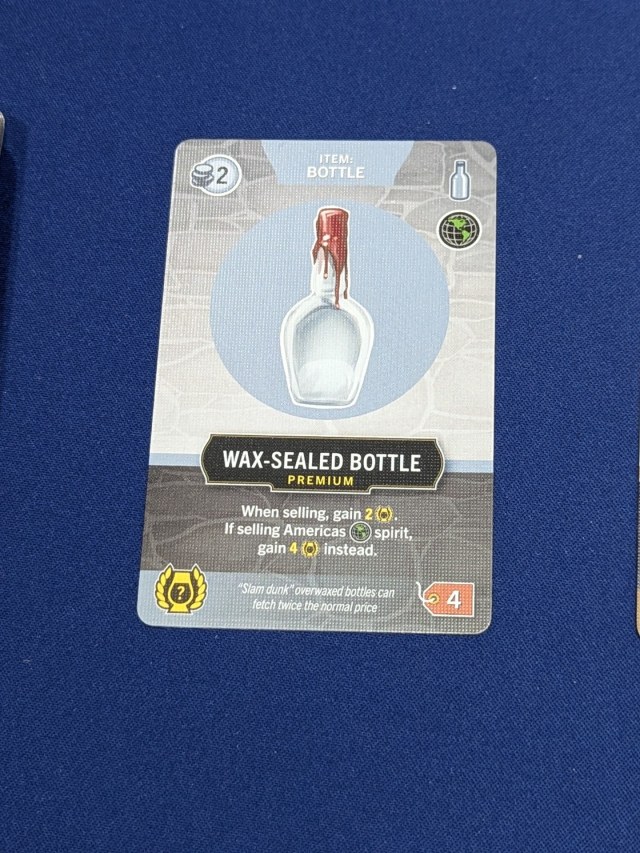 2
ITEM:
BOTTLE
WAX-SEALED BOTTLE
PREMIUM
When selling, gain 2 .
If selling Americas spirit,
gain 4 instead.
?
"Slam dunk" overwaxed bottles can
fetch twice the normal price
4